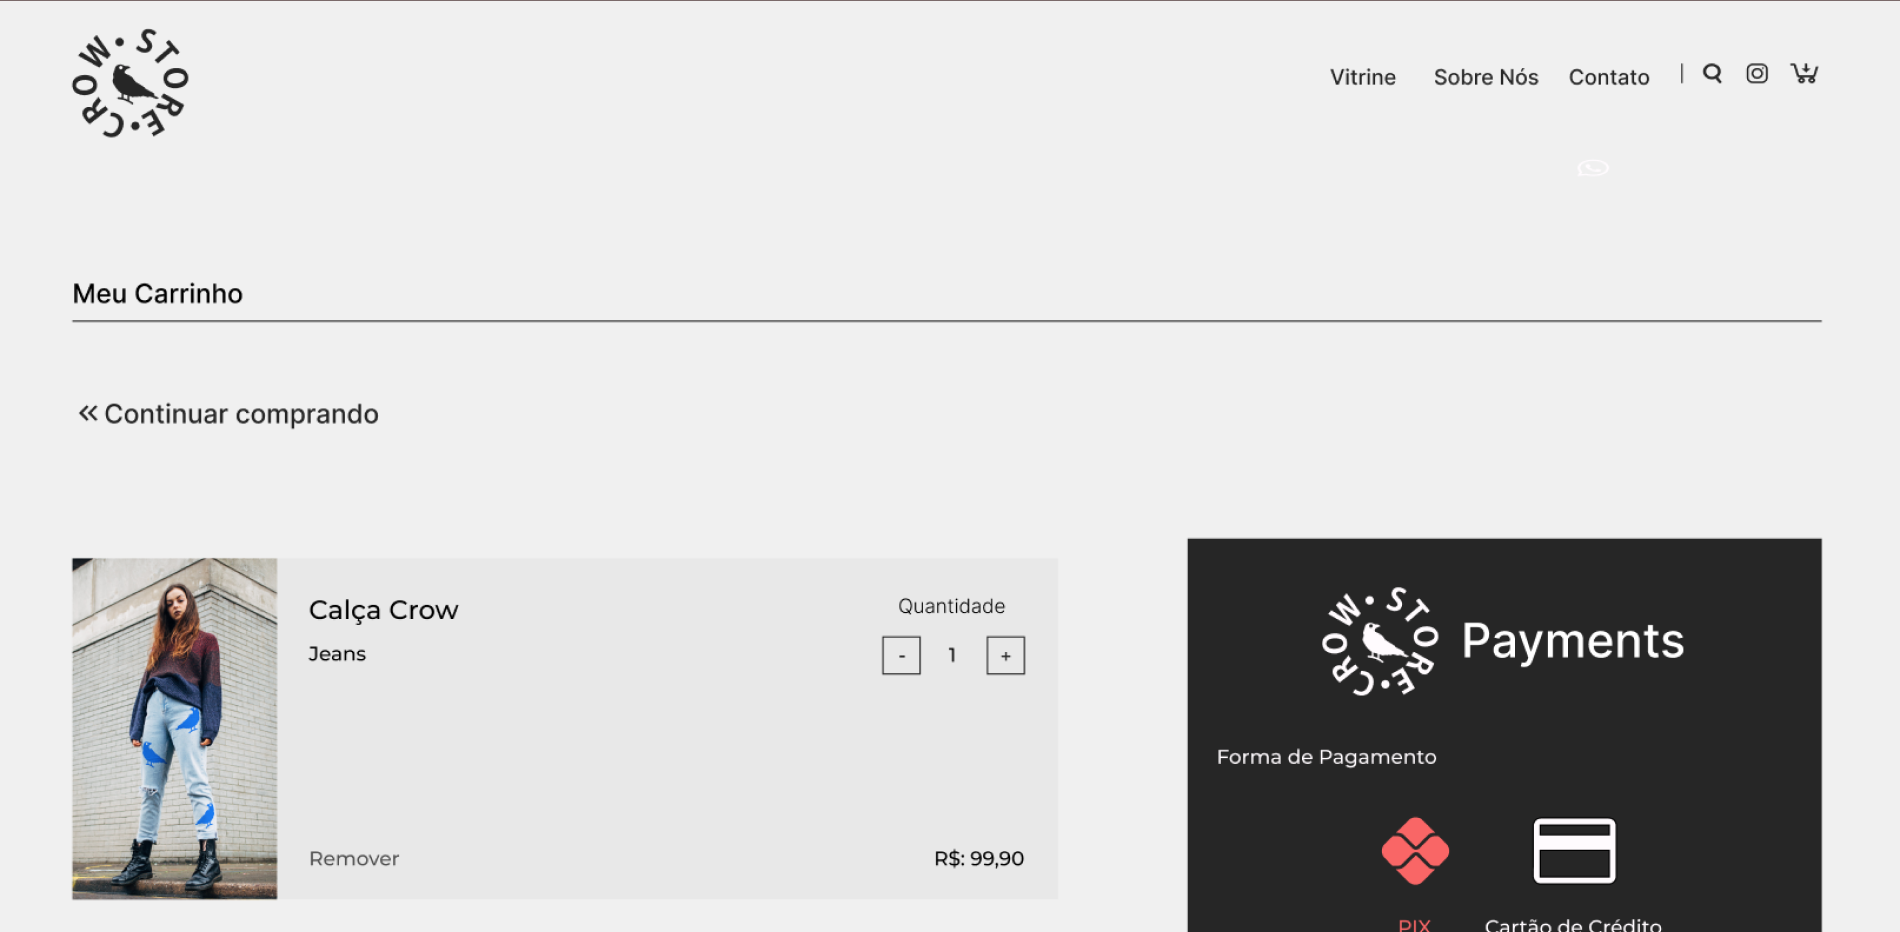 CROW • STORE •
Vitrine Sobre Nós Contato |
Meu Carrinho
« Continuar comprando
Calça Crow
Quantidade
Jeans
- 1 +
Remover
R$: 99,90
CROW • STORE •
Payments
Forma de Pagamento
PIX Cartão de Crédito